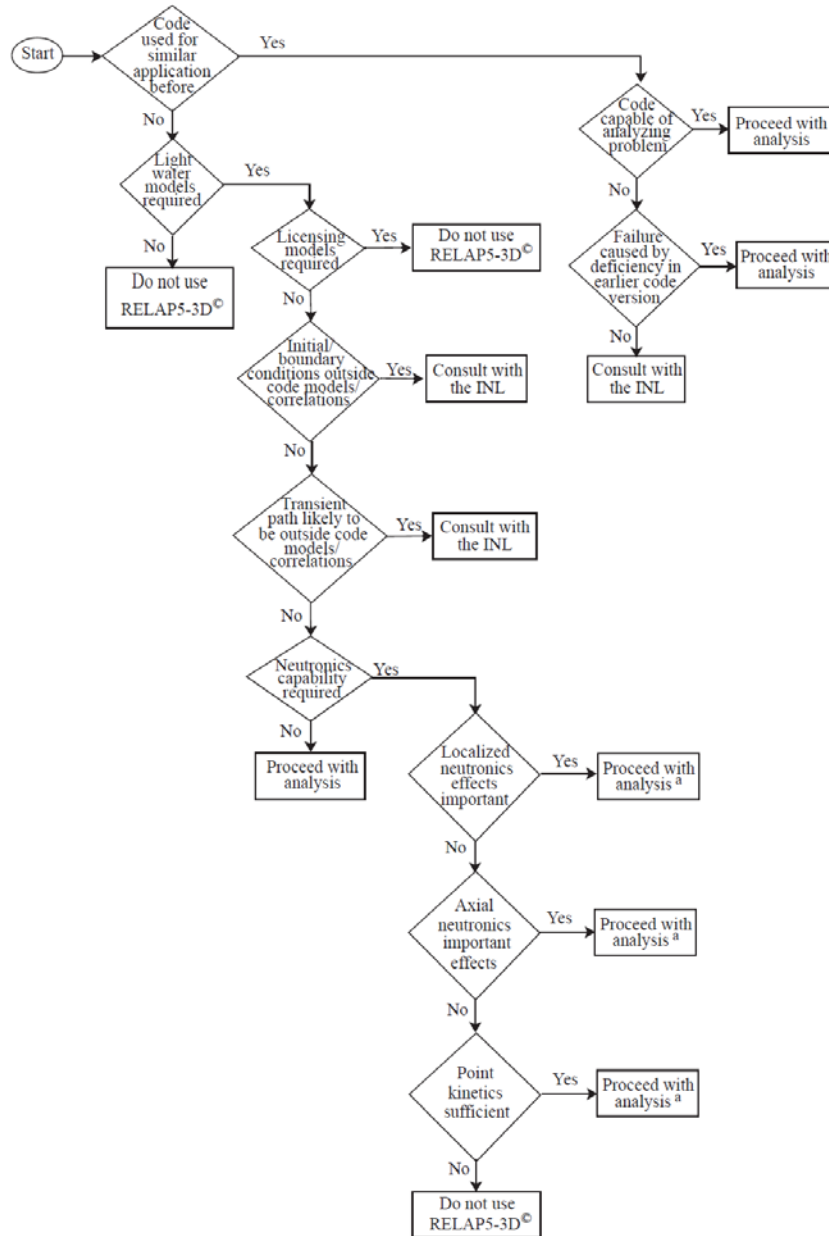 Start
Code
used for
similar
application
before
Yes
No
Code
capable of
analyzing
problem
Yes
Proceed with
analysis
No
Light
water
models
required
Yes
No
Do not use
RELAP5-3D©
Licensing
models
required
Yes
Do not use
RELAP5-3D©
No
Failure
caused by
deficiency in
earlier code
version
Yes
Proceed with
analysis
No
Consult with
the INL
Initial/
boundary
conditions outside
code models/
correlations
Yes
Consult with
the INL
No
Transient
path likely to
be outside code
models/
correlations
Yes
Consult with
the INL
No
Neutronics
capability
required
Yes
No
Proceed with
analysis
Localized
neutronics
effects
important
Yes
Proceed with
analysis a
No
Axial
neutronics
important
effects
Yes
Proceed with
analysis a
No
Point
kinetics
sufficient
Yes
Proceed with
analysis a
No
Do not use
RELAP5-3D©